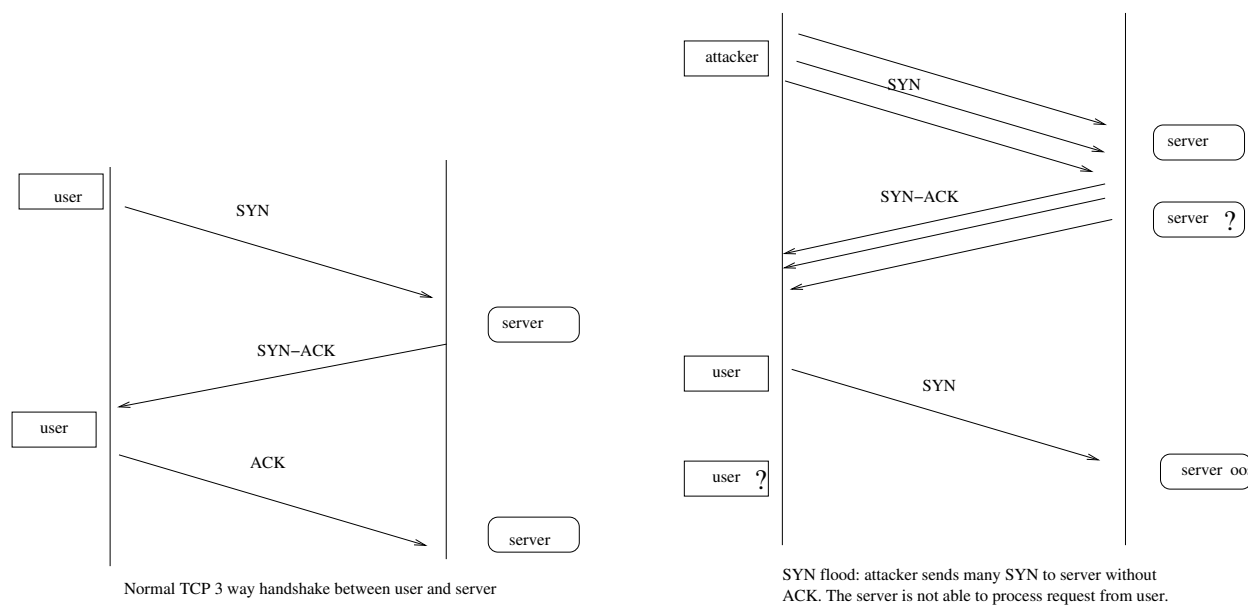 user
SYN
server
SYN−ACK
user
ACK
server
Normal TCP 3 way handshake between user and server
attacker
SYN
server
SYN−ACK
server ?
user
SYN
server oos
user ?
SYN flood: attacker sends many SYN to server without
ACK. The server is not able to process request from user.